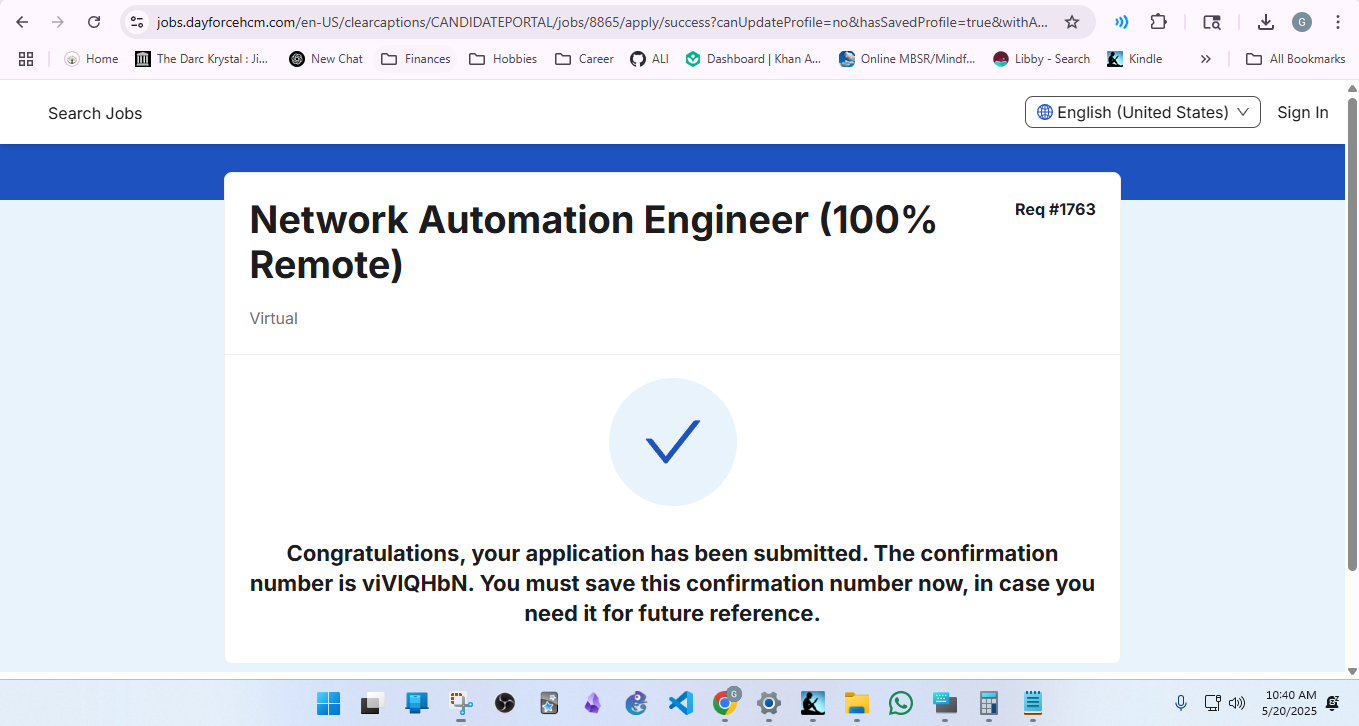 jobs.dayforcehcm.com/en-US/clearcaptions/CANDIDATEPORTAL/jobs/8865/apply/success?canUpdateProfile=no&hasSavedProfile=true&withA...
G
Home
The Darc Krystal : Ji...
New Chat
Finances
Hobbies
Career
ALI
Dashboard | Khan A...
Online MBSR/Mindf...
Libby - Search
Kindle
All Bookmarks
Search Jobs
English (United States)
Sign In
Network Automation Engineer (100%
Remote)
Req #1763
Virtual
Congratulations, your application has been submitted. The confirmation
number is viVIQHbN. You must save this confirmation number now, in case you
need it for future reference.
G
10:40 AM
5/20/2025